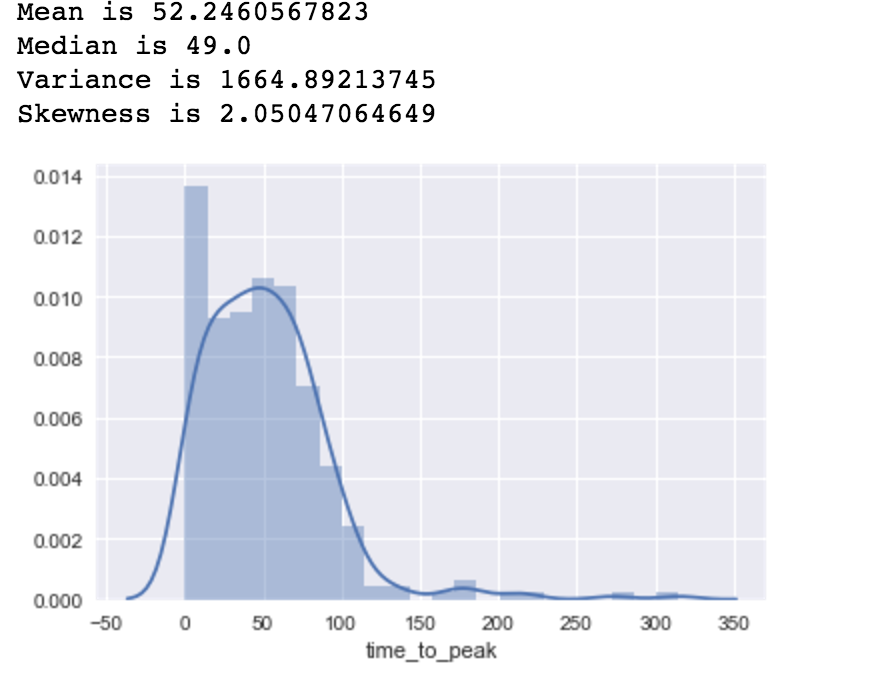 Mean is 52.2460567823
Median is 49.0
Variance is 1664.89213745
Skewness is 2.05047064649
0.014
0.012
0.010
0.008
0.006
0.004
0.002
0.000
−50 0 50 100 150 200 250 300 350
time_to_peak